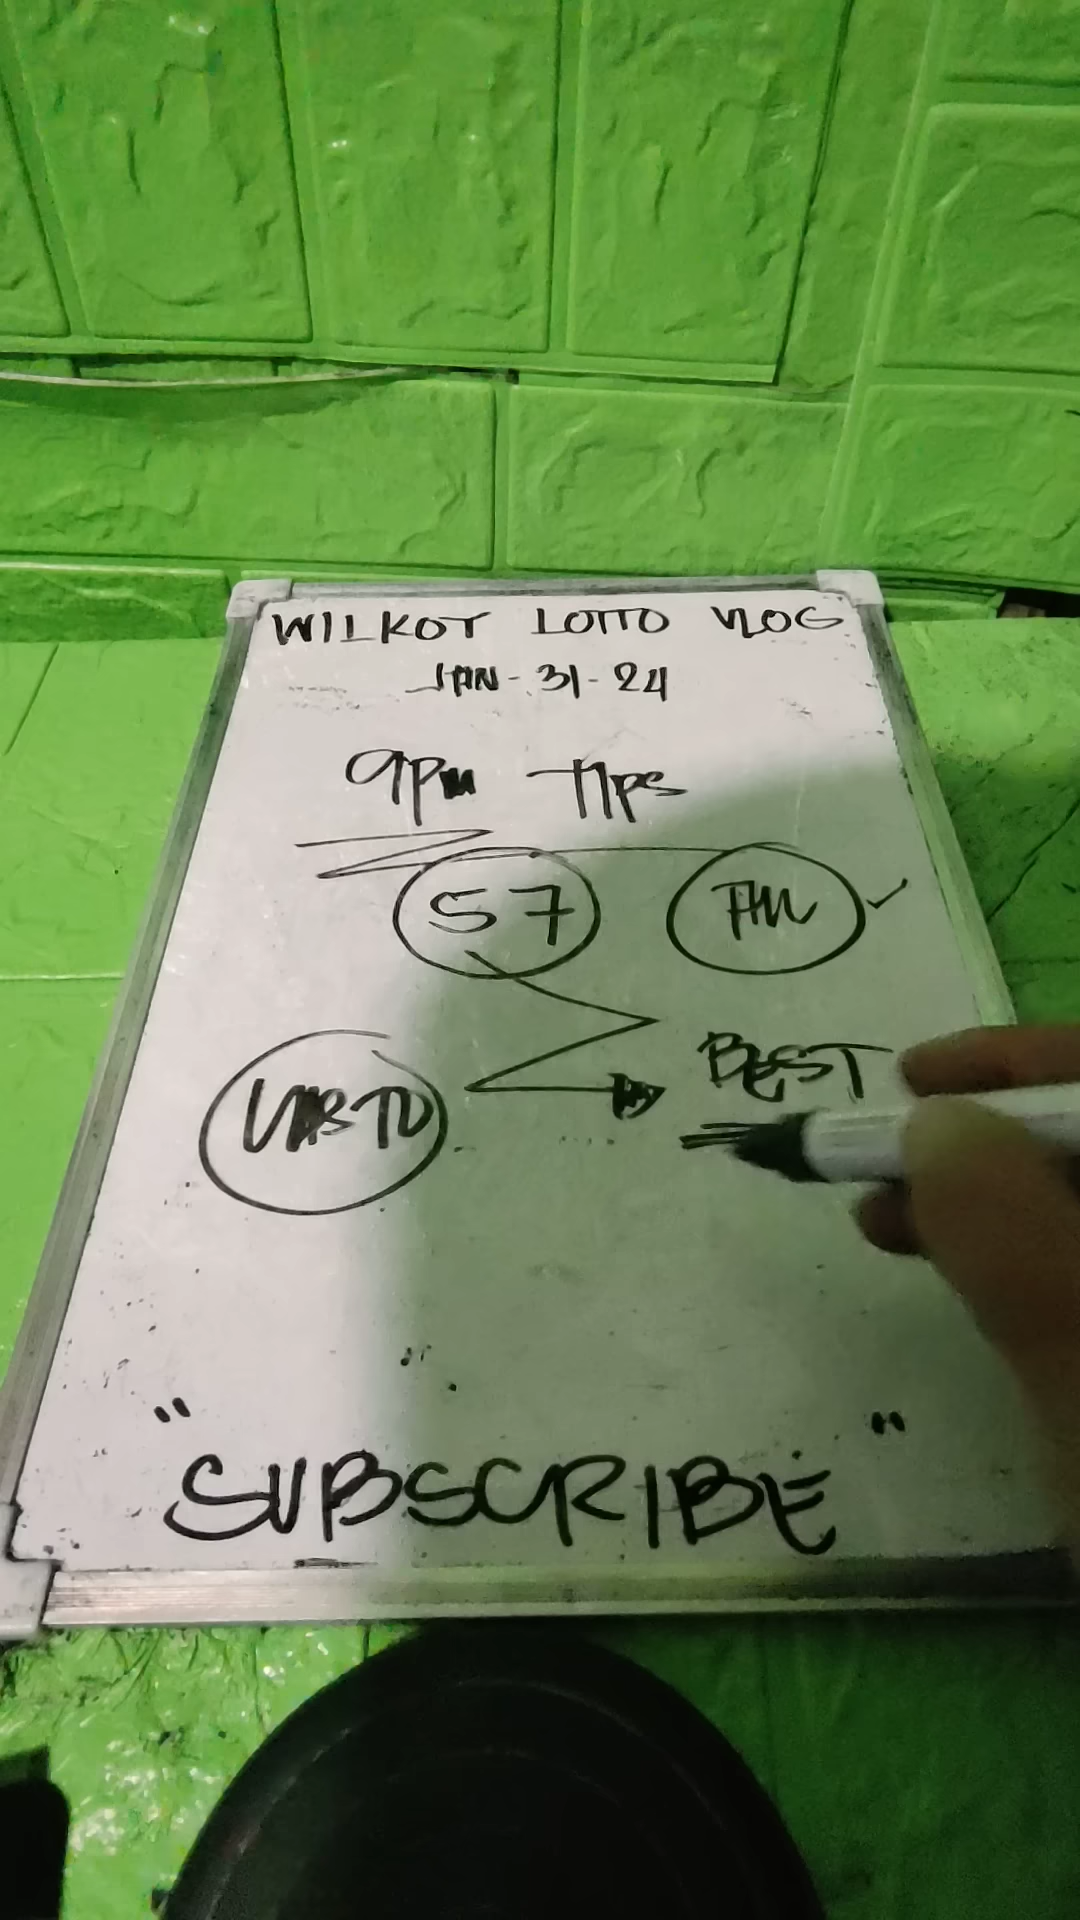 WILKOT LOTTO VLOG
JAN-31-24
9pm TIPS
57
BEST
"SUBSCRIBE"